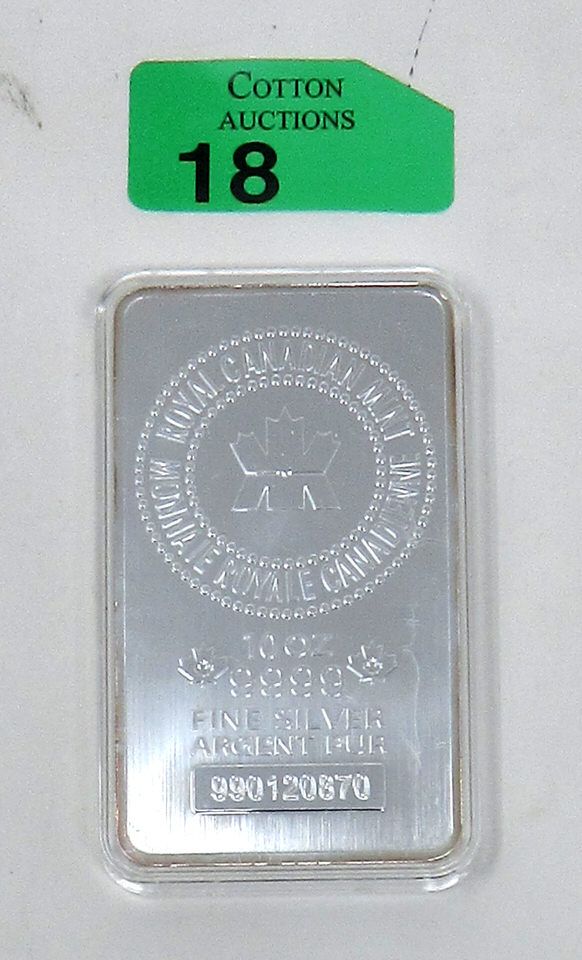 COTTON
AUCTIONS
18
ROYAL CANADIAN MINT
MONNAIE ROYALE CANADIENNE
10 OZ
9999
FINE SILVER
ARGENT PUR
990120870